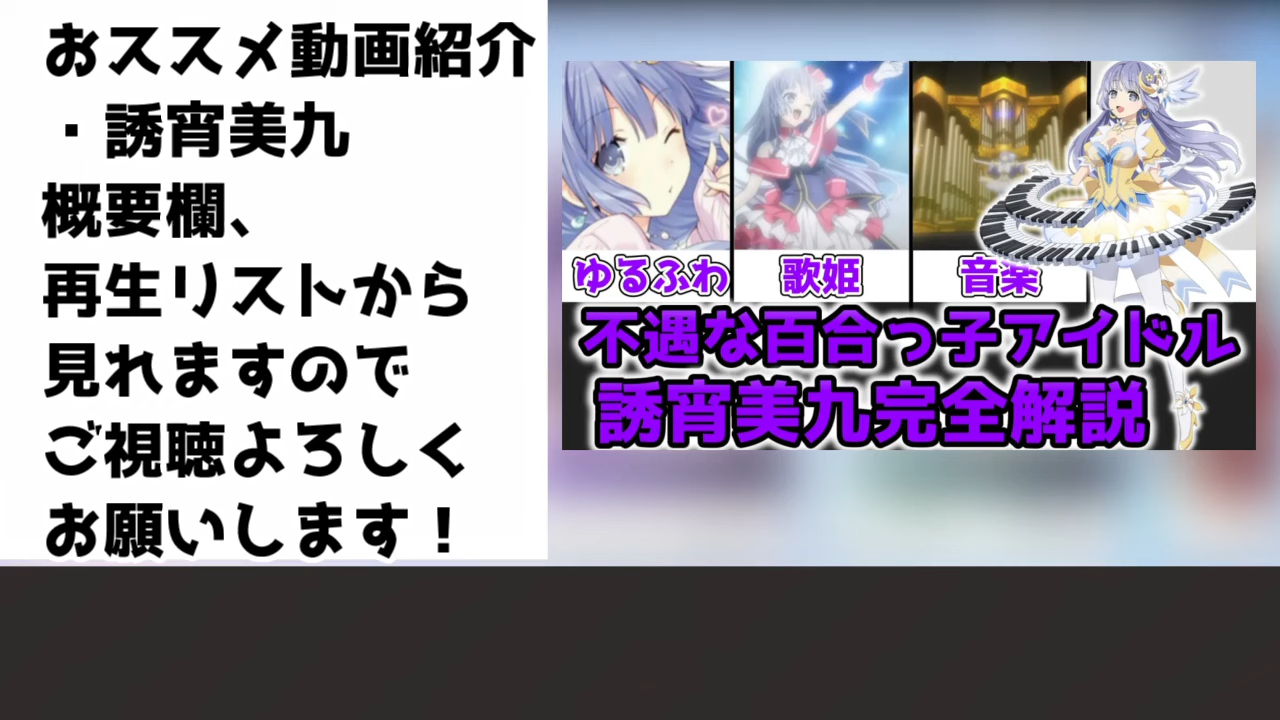 おススメ動画紹介
・誘宵美九
概要欄、
再生リストから
見れますので
ご視聴よろしく
お願いします！
ゆるふわ
歌姫
音楽
不遇な百合っ子アイドル
誘宵美九完全解説